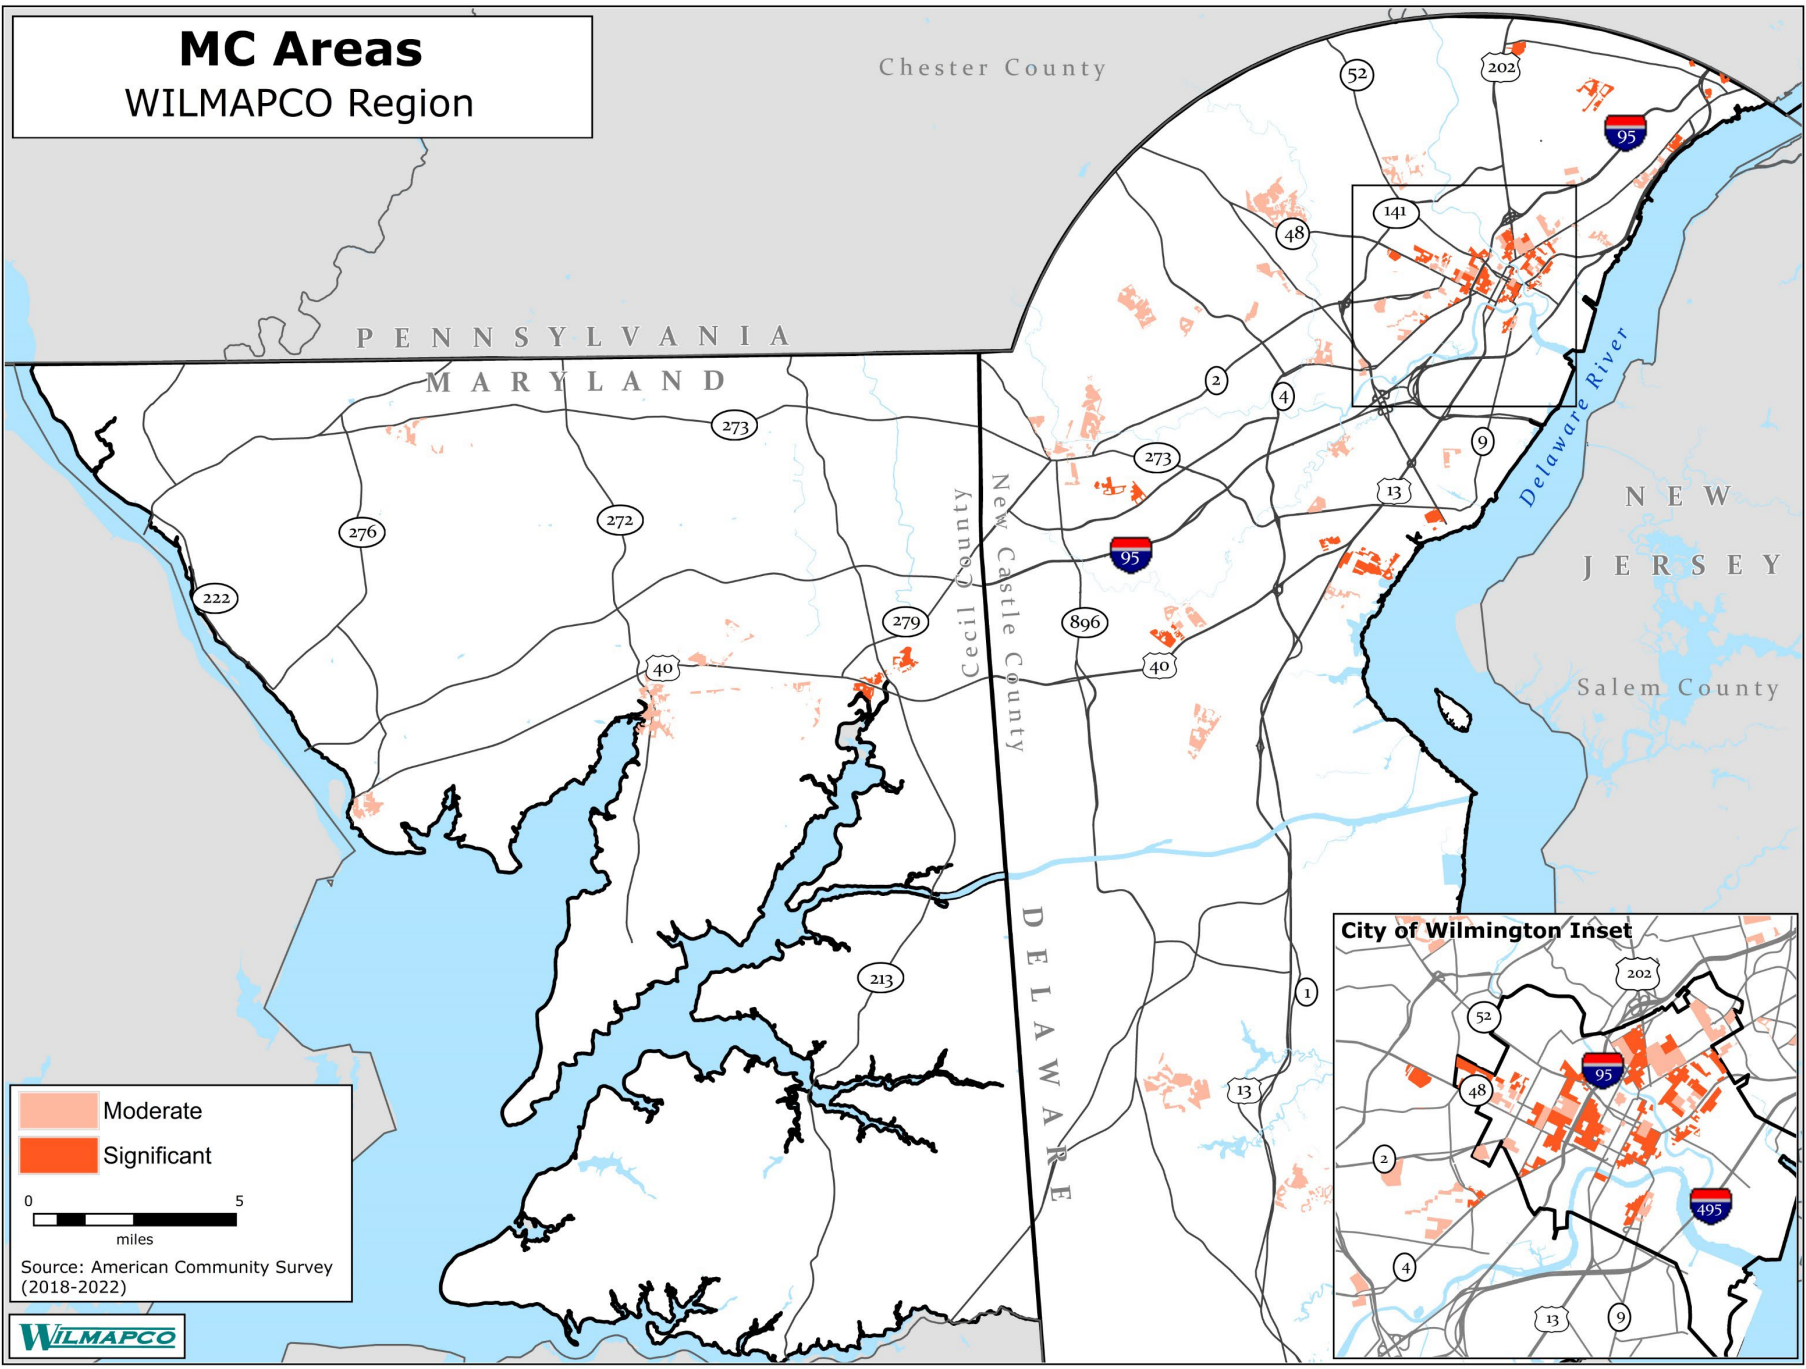 MC Areas
WILMAPCO Region
Chester County
52
202
95
141
48
PENNSYLVANIA
MARYLAND
Delaware River
2
4
273
9
273
13
NEW
JERSEY
276
272
95
Cecil County
New Castle County
222
279
896
40
40
Salem County
DELAWARE
213
1
13
City of Wilmington Inset
202
52
95
48
2
495
4
13
9
Moderate
Significant
0 5
miles
Source: American Community Survey
(2018-2022)
WILMAPCO